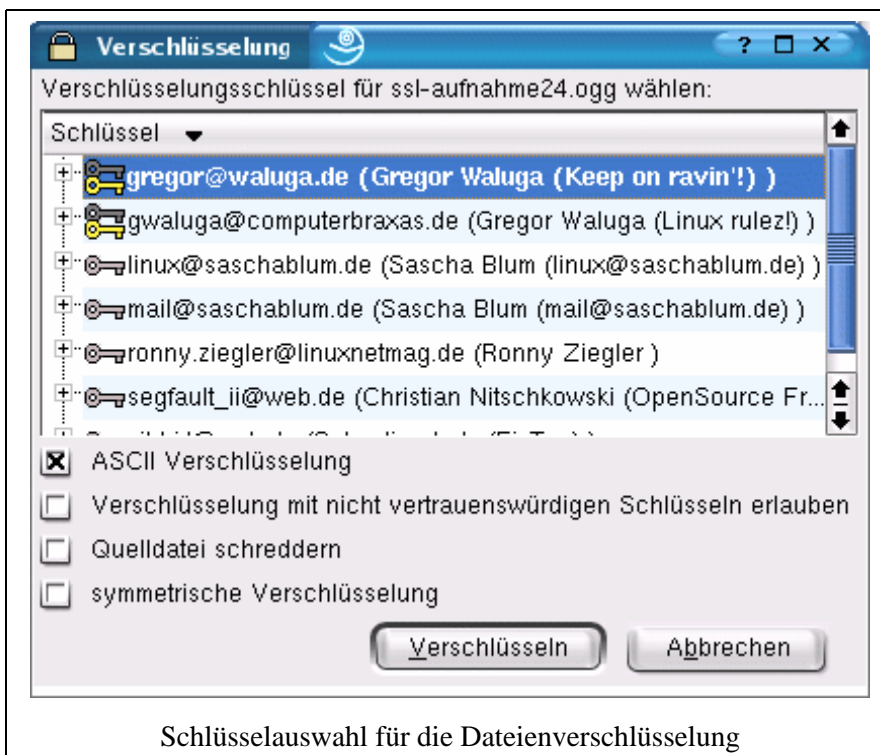 Verschlüsselung
Verschlüsselungsschlüssel für ssl-aufnahme24.ogg wählen:
Schlüssel
gregor@waluga.de (Gregor Waluga (Keep on ravin'!) )
gwaluga@computerbraxas.de (Gregor Waluga (Linux rulez!) )
linux@saschablum.de (Sascha Blum (linux@saschablum.de) )
mail@saschablum.de (Sascha Blum (mail@saschablum.de) )
ronny.ziegler@linuxnetmag.de (Ronny Ziegler )
segfault_ii@web.de (Christian Nitschkowski (OpenSource Fr...
ASCII Verschlüsselung
Verschlüsselung mit nicht vertrauenswürdigen Schlüsseln erlauben
Quelldatei schreddern
symmetrische Verschlüsselung
Verschlüsseln Abbrechen
Schlüsselauswahl für die Dateienverschlüsselung